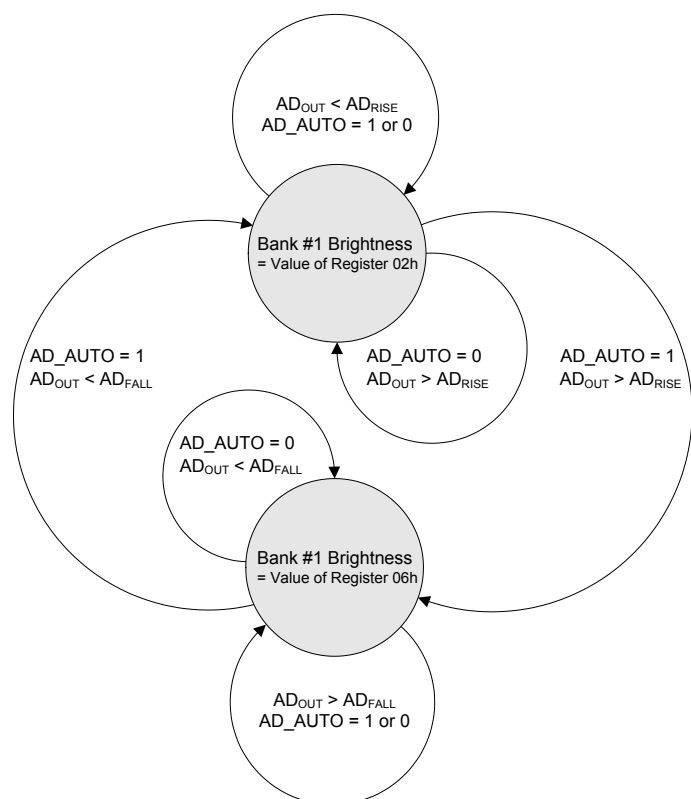 AD_OUT < AD_RISE
AD_AUTO = 1 or 0
Bank #1 Brightness
= Value of Register 02h
AD_AUTO = 1
AD_OUT < AD_FALL
AD_AUTO = 0
AD_OUT > AD_RISE
AD_AUTO = 1
AD_OUT > AD_RISE
AD_AUTO = 0
AD_OUT < AD_FALL
Bank #1 Brightness
= Value of Register 06h
AD_OUT > AD_FALL
AD_AUTO = 1 or 0